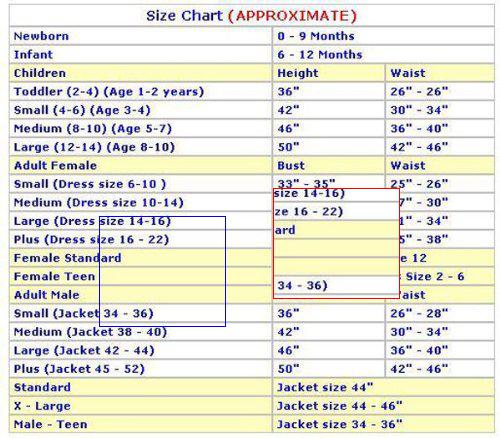 Size Chart (APPROXIMATE)
Newborn 0 - 9 Months
Infant 6 - 12 Months
Children Height Waist
Toddler (2-4) (Age 1-2 years) 36" 26" - 26"
Small (4-6) (Age 3-4) 42" 30" - 34"
Medium (8-10) (Age 5-7) 46" 36" - 40"
Large (12-14) (Age 8-10) 50" 42" - 46"
Adult Female Bust Waist
Small (Dress size 6-10 ) 33" - 35" 25" - 26"
size 14-16)
Medium (Dress size 10-14) 7" - 30"
ze 16 - 22)
Large (Dress size 14-16) 1" - 34"
ard
Plus (Dress size 16 - 22) 5" - 38"
Female Standard e 12
Female Teen s Size 2 - 6
34 - 36)
Adult Male aist
Small (Jacket 34 - 36) 36" 26" - 28"
Medium (Jacket 38 - 40) 42" 30" - 34"
Large (Jacket 42 - 44) 46" 36" - 40"
Plus (Jacket 45 - 52) 50" 42" - 46"
Standard Jacket size 44"
X - Large Jacket size 44 - 46"
Male - Teen Jacket size 34 - 36"